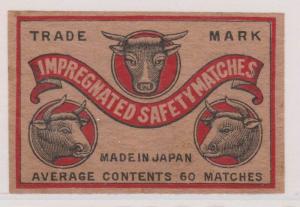 TRADE MARK
IMPREGNATED SAFETY MATCHES
MADE IN JAPAN
AVERAGE CONTENTS 60 MATCHES